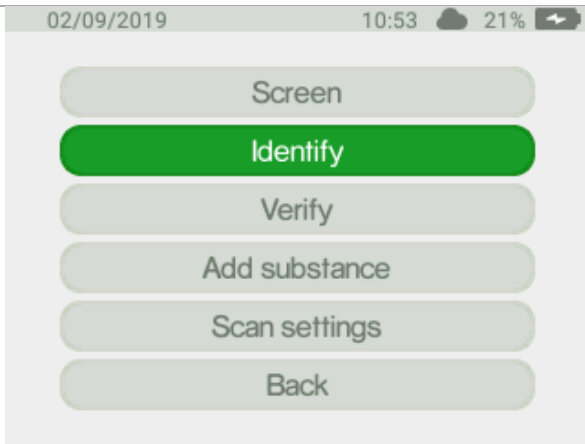 02/09/2019 10:53 21%
Screen
Identify
Verify
Add substance
Scan settings
Back